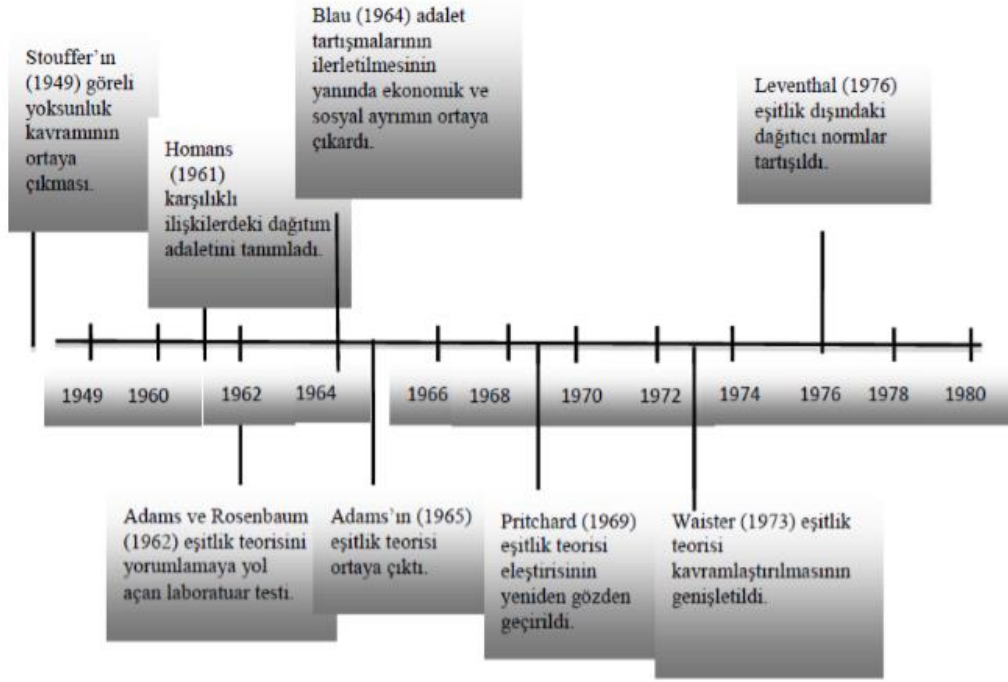 Stouffer’ın
(1949) göreli
yoksunluk
kavramının
ortaya
çıkması.
Homans
(1961)
karşılıklı
ilişkilerdeki dağıtım
adaletini tanımladı.
Blau (1964) adalet
tartışmalarının
ilerletilmesinin
yanında ekonomik ve
sosyal ayrımın ortaya
çıkardı.
Leventhal (1976)
eşitlik dışındaki
dağıtıcı normlar
tartışıldı.
1949 1960 1962 1964 1966 1968 1970 1972 1974 1976 1978 1980
Adams ve Rosenbaum
(1962) eşitlik teorisini
yorumlamaya yol
açan laboratuar testi.
Adams’ın (1965)
eşitlik teorisi
ortaya çıktı.
Pritchard (1969)
eşitlik teorisi
eleştirisinin
yeniden gözden
geçirildi.
Waister (1973) eşitlik
teorisi
kavramlaştırılmasının
genişletildi.